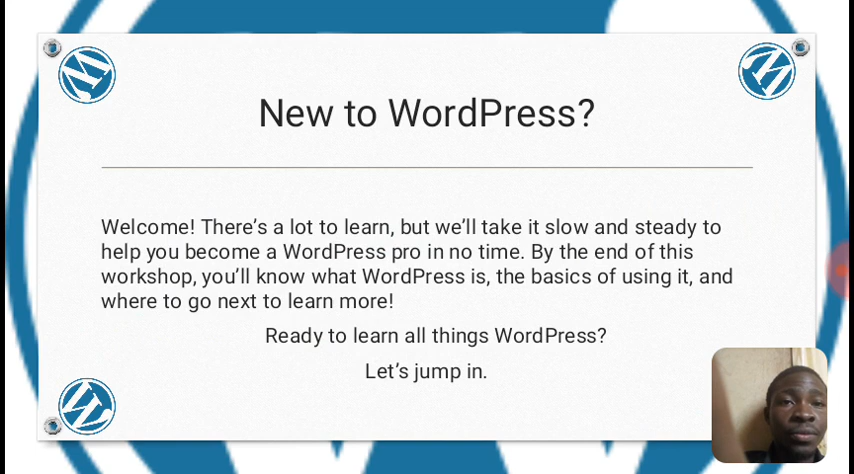 New to WordPress?
Welcome! There’s a lot to learn, but we’ll take it slow and steady to
help you become a WordPress pro in no time. By the end of this
workshop, you’ll know what WordPress is, the basics of using it, and
where to go next to learn more!
Ready to learn all things WordPress?
Let’s jump in.